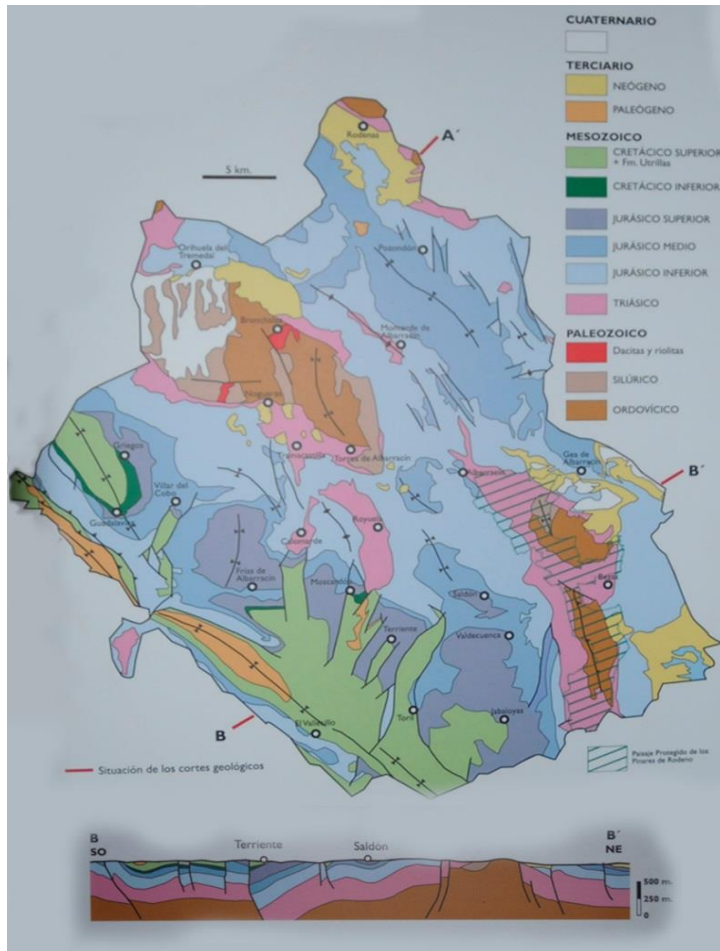 CUATERNARIO
TERCIARIO
NEÓGENO
PALEÓGENO
MESOZOICO
CRETÁCICO SUPERIOR
+ Fm. Utrillas
CRETÁCICO INFERIOR
JURÁSICO SUPERIOR
JURÁSICO MEDIO
JURÁSICO INFERIOR
TRIÁSICO
PALEOZOICO
Dacitas y riolitas
SILÚRICO
ORDOVÍCICO
A´
Rodenas
5 km.
Pozondón
Orihuela del
Tremedal
Bronchales
Monterde de
Albarracín
Noguera
Tramacastilla
Torres de Albarracín
Griegos
Villar del
Cobo
Guadalaviar
Gea de
Albarracín
Albarracín
B´
Royuela
Calomarde
Frías de
Albarracín
Moscardón
Saldón
Bezas
Terriente
Valdecuenca
Toril
Jabaloyas
El Vallecillo
B
Situación de los cortes geológicos
Paisaje Protegido de los
Pinares de Rodeno
B
SO
Terriente
Saldón
B´
NE
500 m.
250 m.
0